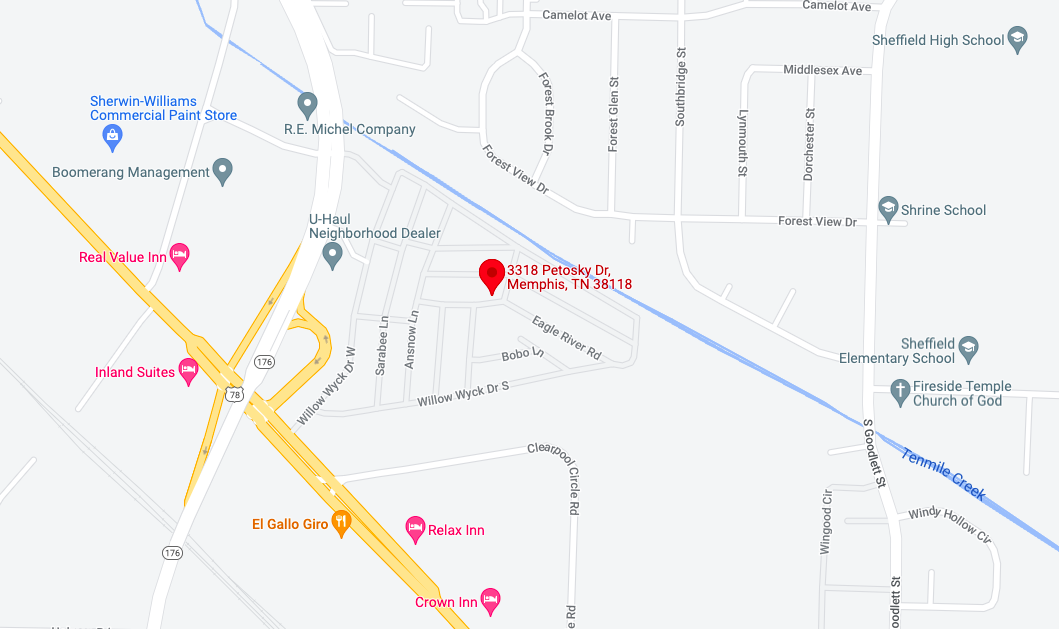 Camelot Ave
Camelot Ave
Sheffield High School
Middlesex Ave
Sherwin-Williams
Commercial Paint Store
R.E. Michel Company
Forest Brook Dr
Forest Glen St
Southbridge St
Lynmouth St
Dorchester St
Boomerang Management
Forest View Dr
Forest View Dr
Shrine School
U-Haul
Neighborhood Dealer
Real Value Inn
3318 Petosky Dr,
Memphis, TN 38118
Eagle River Rd
Sarabee Ln
Ansnow Ln
Bobo Ln
Willow Wyck Dr W
Willow Wyck Dr S
176
Inland Suites
78
Sheffield
Elementary School
Fireside Temple
Church of God
S Goodlett St
Tenmile Creek
Clearpool Circle Rd
El Gallo Giro
Relax Inn
Wingood Cir
Windy Hollow Cir
176
Crown Inn
e Rd
oodlett St